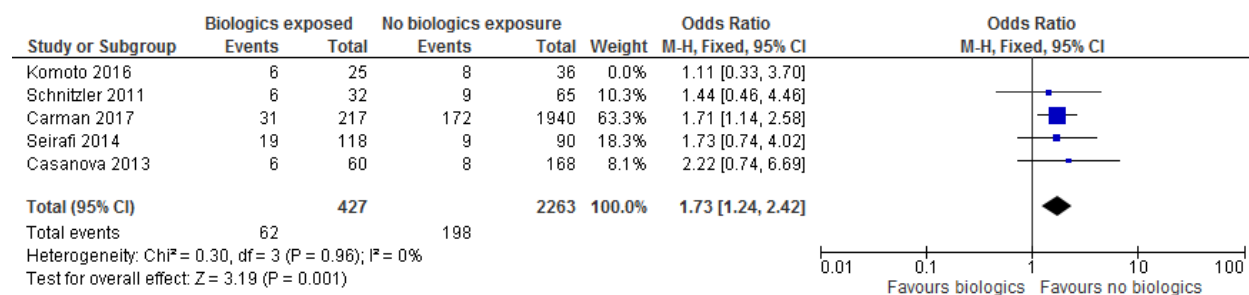 Biologics exposed No biologics exposure Odds Ratio Odds Ratio
Study or Subgroup Events Total Events Total Weight M-H, Fixed, 95% CI M-H, Fixed, 95% CI
Komoto 2016 6 25 8 36 0.0% 1.11 [0.33, 3.70]
Schnitzler 2011 6 32 9 65 10.3% 1.44 [0.46, 4.46]
Carman 2017 31 217 172 1940 63.3% 1.71 [1.14, 2.58]
Seirafi 2014 19 118 9 90 18.3% 1.73 [0.74, 4.02]
Casanova 2013 6 60 8 168 8.1% 2.22 [0.74, 6.69]
Total (95% CI) 427 2263 100.0% 1.73 [1.24, 2.42]
Total events 62 198
Heterogeneity: Chi² = 0.30, df = 3 (P = 0.96); I² = 0%
Test for overall effect: Z = 3.19 (P = 0.001)
0.01 0.1 1 10 100
Favours biologics Favours no biologics